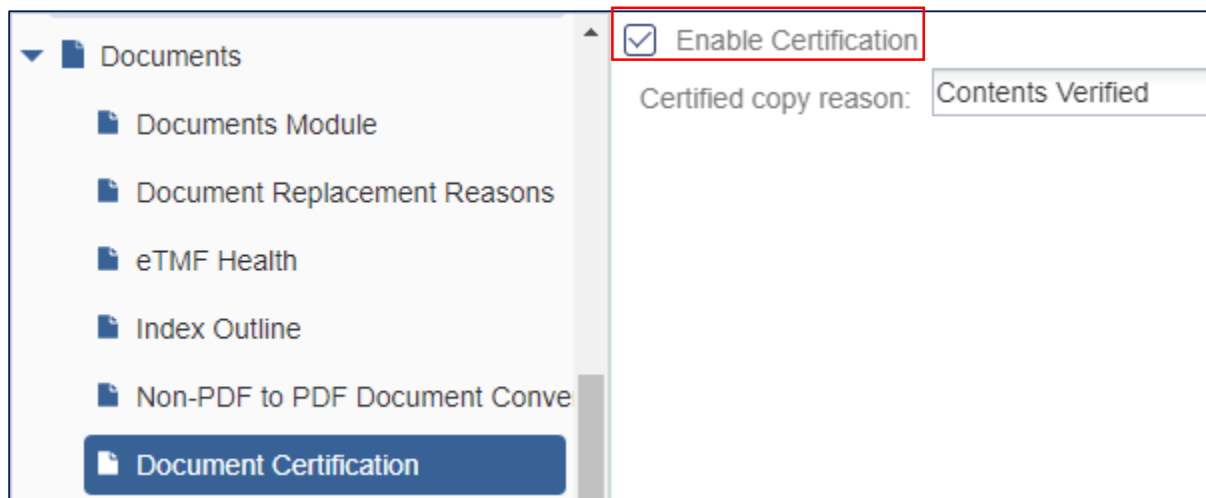 Documents
Documents Module
Document Replacement Reasons
eTMF Health
Index Outline
Non-PDF to PDF Document Conve
Document Certification
Enable Certification
Certified copy reason: Contents Verified